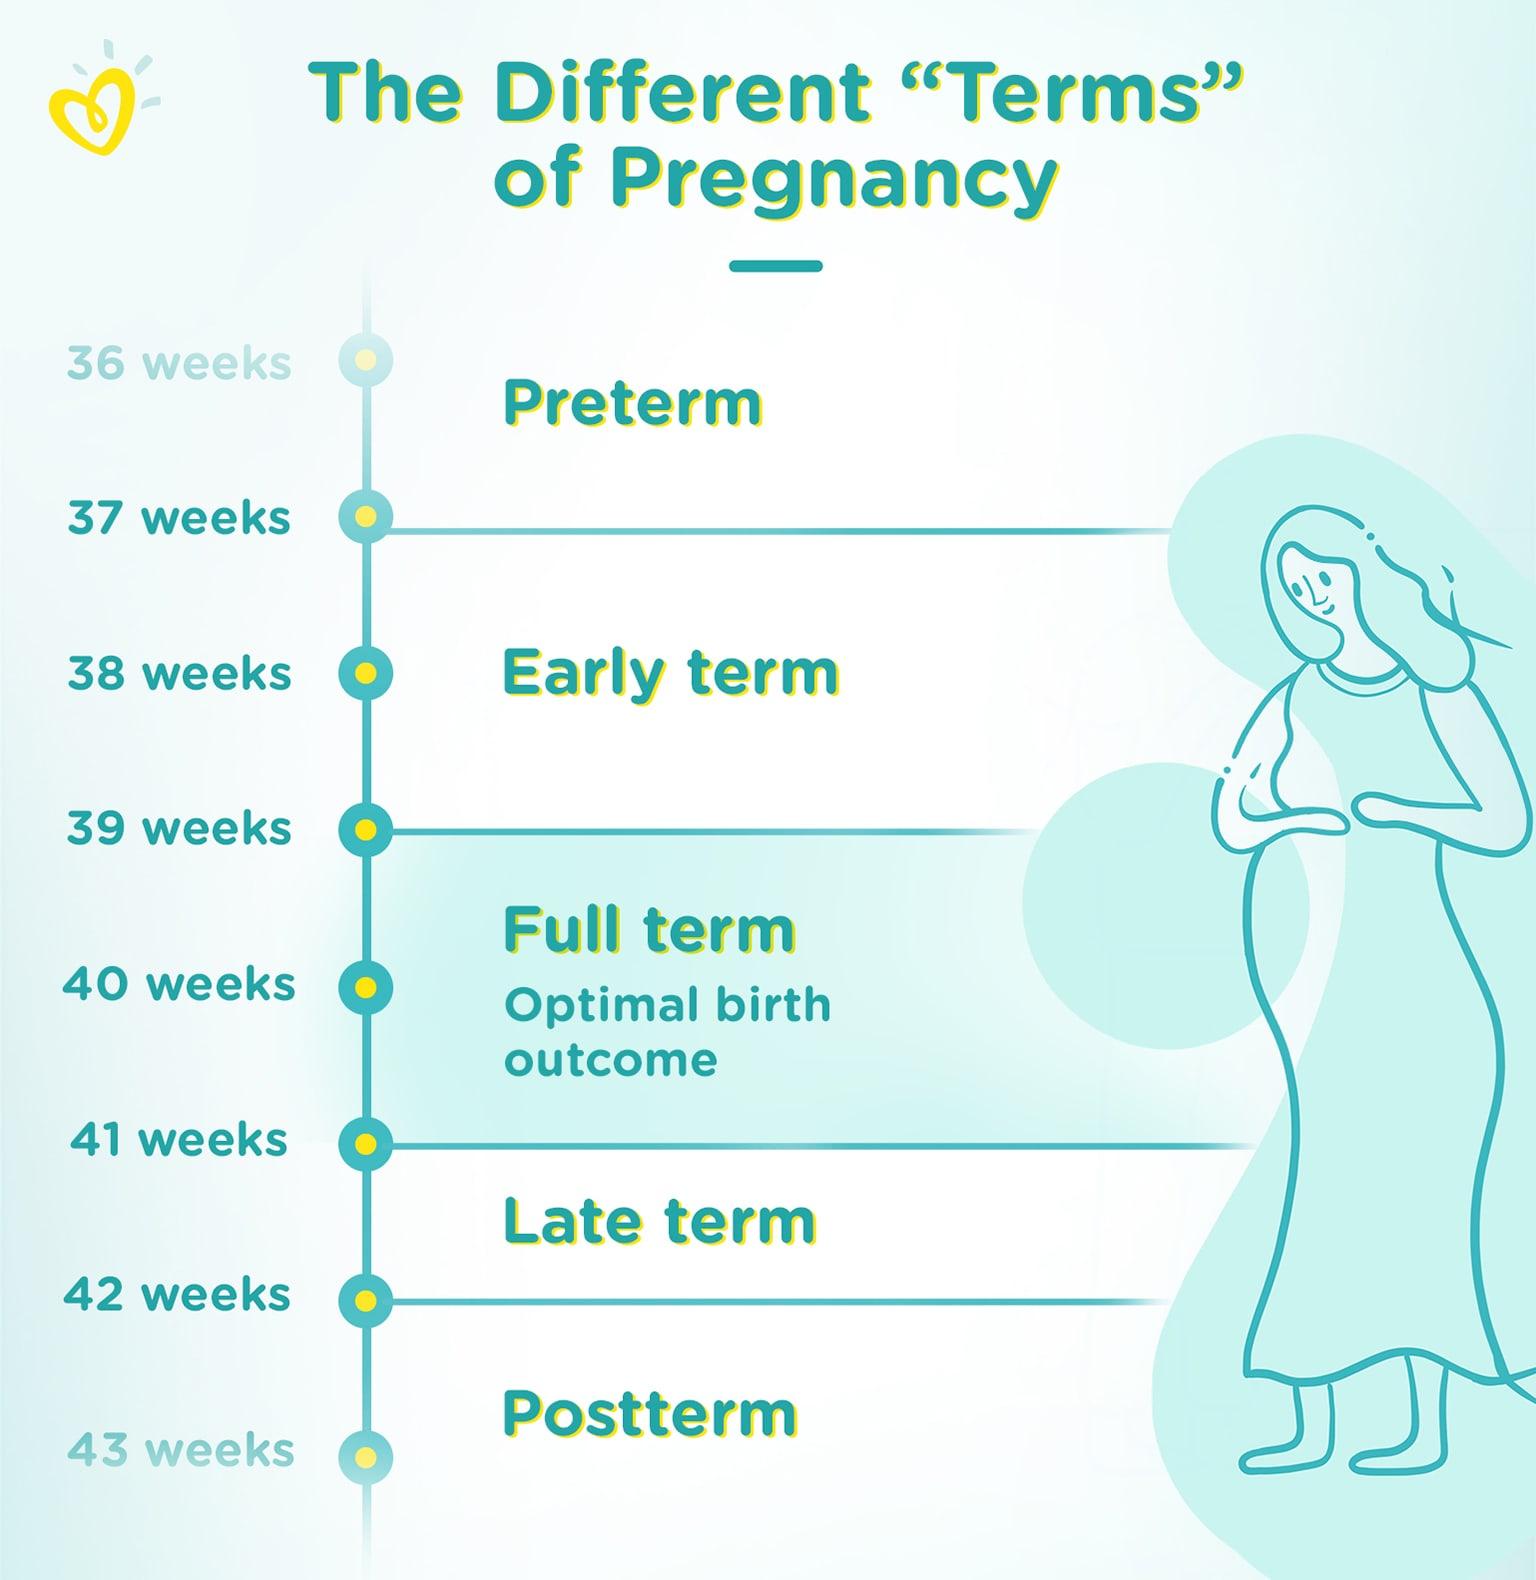 The Different “Terms”
of Pregnancy
36 weeks
Preterm
37 weeks
38 weeks
Early term
39 weeks
Full term
40 weeks
Optimal birth
outcome
41 weeks
Late term
42 weeks
Postterm
43 weeks